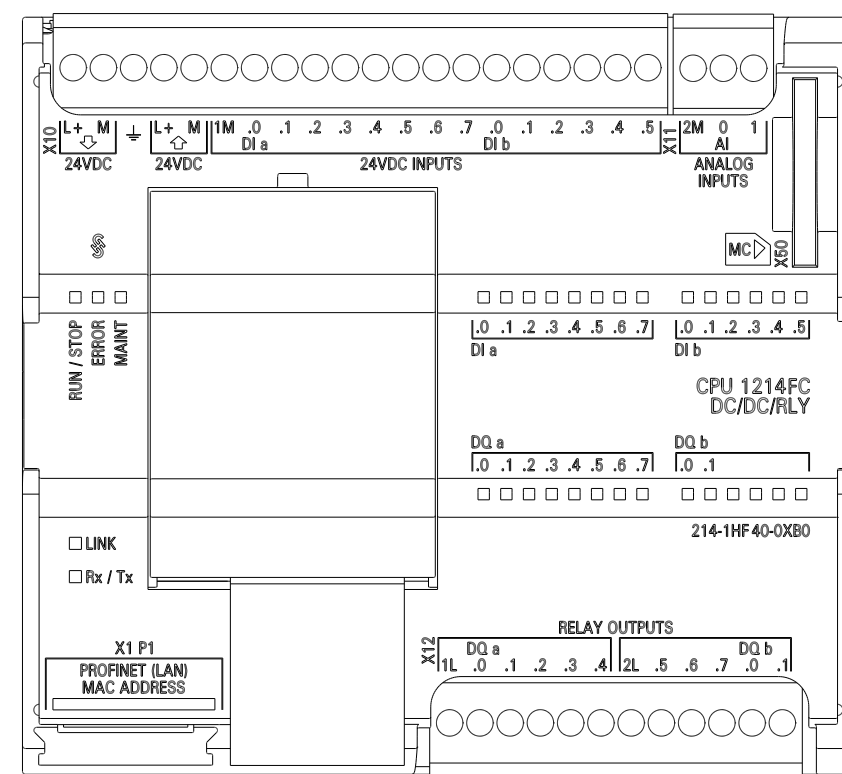 X10
L+ M
L+ M
1M .0 .1 .2 .3 .4 .5 .6 .7 .0 .1 .2 .3 .4 .5
DI a
DI b
X11
2M 0 1
AI
24VDC
24VDC
24VDC INPUTS
ANALOG
INPUTS
MC
X50
RUN / STOP
ERROR
MAINT
.0 .1 .2 .3 .4 .5 .6 .7
DI a
.0 .1 .2 .3 .4 .5
DI b
CPU 1214FC
DC/DC/RLY
DQ a
.0 .1 .2 .3 .4 .5 .6 .7
DQ b
.0 .1
214-1HF40-0XB0
LINK
Rx / Tx
X1 P1
PROFINET (LAN)
MAC ADDRESS
RELAY OUTPUTS
X12
DQ a
DQ b
1L .0 .1 .2 .3 .4 2L .5 .6 .7 .0 .1